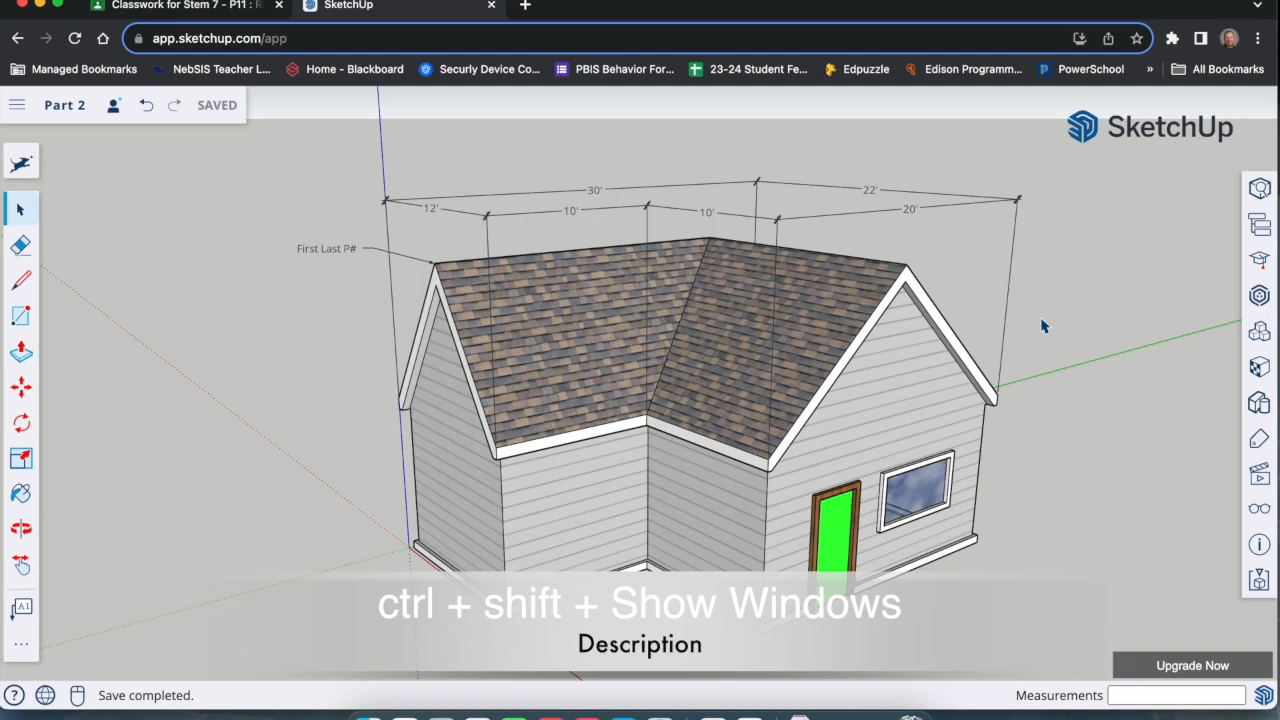 Classwork for Stem 7 - P11 : R
SketchUp
app.sketchup.com/app
Managed Bookmarks
NebSIS Teacher L...
Home - Blackboard
Securly Device Co...
PBIS Behavior For...
23-24 Student Fe...
Edpuzzle
Edison Programm...
PowerSchool
»
All Bookmarks
Part 2
SAVED
SketchUp
30'
22'
12'
10'
10'
20'
First Last P#
A1
ctrl + shift + Show Windows
Description
Upgrade Now
Save completed.
Measurements